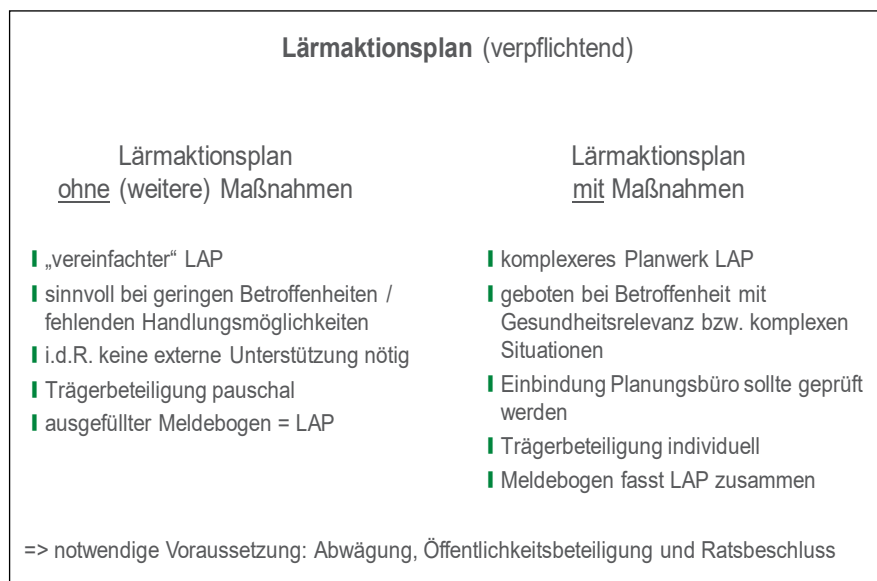 Lärmaktionsplan (verpflichtend)
Lärmaktionsplan
ohne (weitere) Maßnahmen
„vereinfachter“ LAP
sinnvoll bei geringen Betroffenheiten /
fehlenden Handlungsmöglichkeiten
i.d.R. keine externe Unterstützung nötig
Trägerbeteiligung pauschal
ausgefüllter Meldebogen = LAP
Lärmaktionsplan
mit Maßnahmen
komplexeres Planwerk LAP
geboten bei Betroffenheit mit
Gesundheitsrelevanz bzw. komplexen
Situationen
Einbindung Planungsbüro sollte geprüft
werden
Trägerbeteiligung individuell
Meldebogen fasst LAP zusammen
=> notwendige Voraussetzung: Abwägung, Öffentlichkeitsbeteiligung und Ratsbeschluss